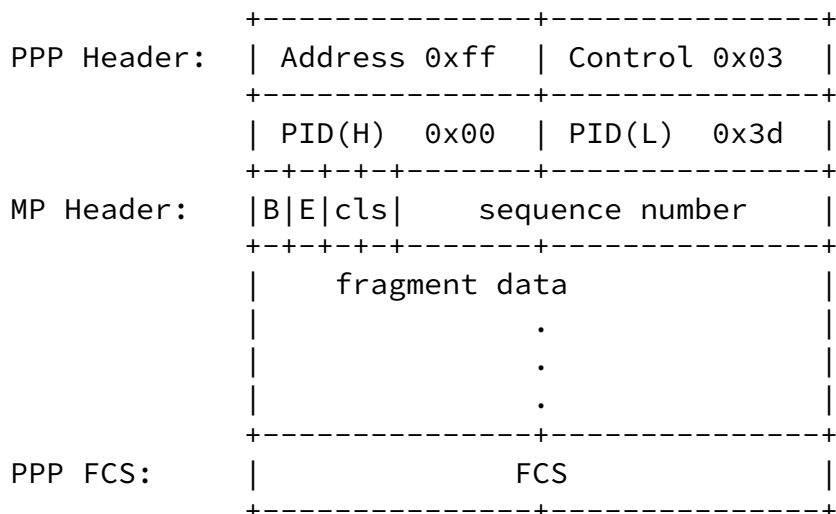 +---------------+---------------+
PPP Header:   | Address 0xff  | Control 0x03  |
              +---------------+---------------+
              | PID(H)  0x00  | PID(L)  0x3d  |
              +-+-+-+-+-------+---------------+
MP Header:    |B|E|cls|    sequence number    |
              +-+-+-+-+-------+---------------+
              |    fragment data              |
              |               .               |
              |               .               |
              |               .               |
              +---------------+---------------+
PPP FCS:      |              FCS              |
              +---------------+---------------+